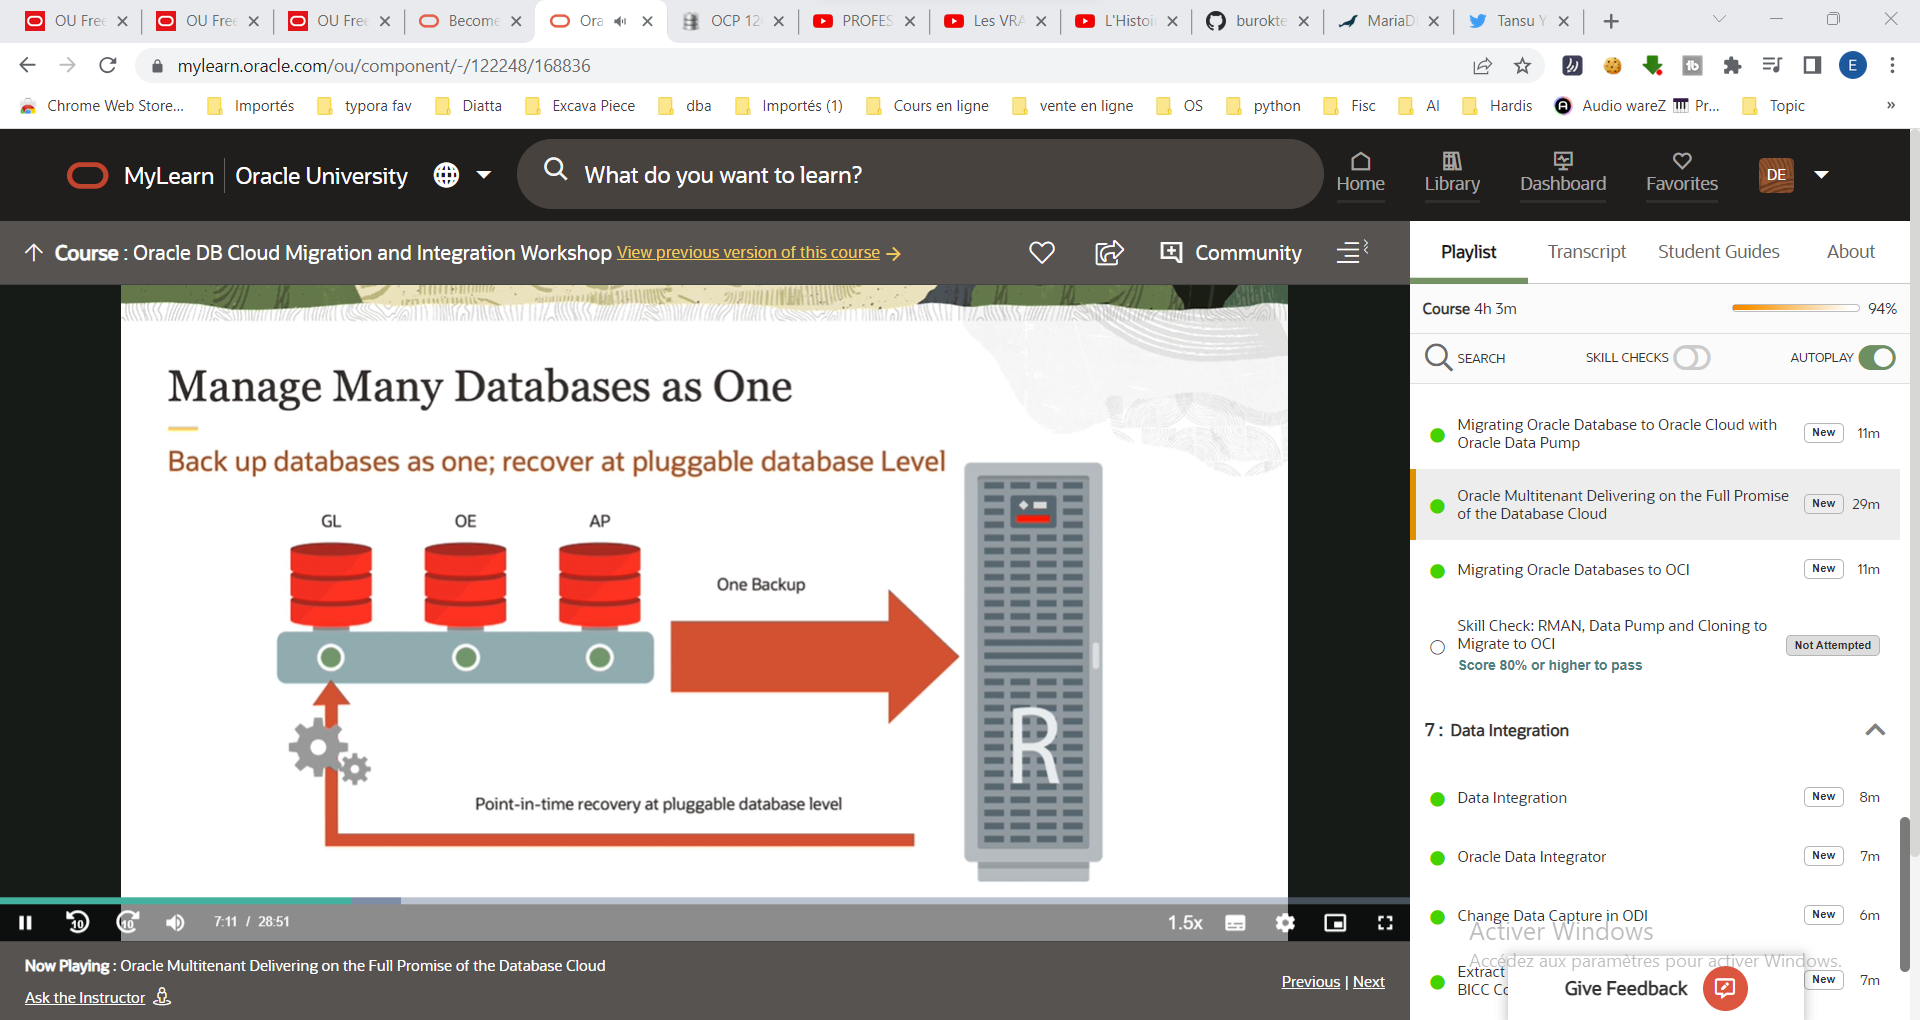 OU Free
OU Free
OU Free
Become
Ora
OCP 12
PROFES
Les VRA
L'Histoi
burokte
MariaD
Tansu Y
mylearn.oracle.com/ou/component/-/122248/168836
E
Chrome Web Store...
Importés
typora fav
Diatta
Excava Piece
dba
Importés (1)
Cours en ligne
vente en ligne
OS
python
Fisc
AI
Hardis
Audio wareZ
Pr...
Topic
»
MyLearn
Oracle University
What do you want to learn?
Home
Library
Dashboard
Favorites
DE
Course : Oracle DB Cloud Migration and Integration Workshop View previous version of this course →
Community
Playlist
Transcript
Student Guides
About
Course 4h 3m
94%
SEARCH
SKILL CHECKS
AUTOPLAY
Manage Many Databases as One
Back up databases as one; recover at pluggable database Level
GL
OE
AP
One Backup
R
Point-in-time recovery at pluggable database level
Migrating Oracle Database to Oracle Cloud with
Oracle Data Pump
New
11m
Oracle Multitenant Delivering on the Full Promise
of the Database Cloud
New
29m
Migrating Oracle Databases to OCI
New
11m
Skill Check: RMAN, Data Pump and Cloning to
Migrate to OCI
Score 80% or higher to pass
Not Attempted
7 : Data Integration
Data Integration
New
8m
Oracle Data Integrator
New
7m
Change Data Capture in ODI
New
6m
Activer Windows
Accédez aux paramètres pour activer Windows.
Extract
BICC Co
New
7m
Give Feedback
10
10
7:11 / 28:51
1.5x
Now Playing : Oracle Multitenant Delivering on the Full Promise of the Database Cloud
Ask the Instructor
Previous | Next